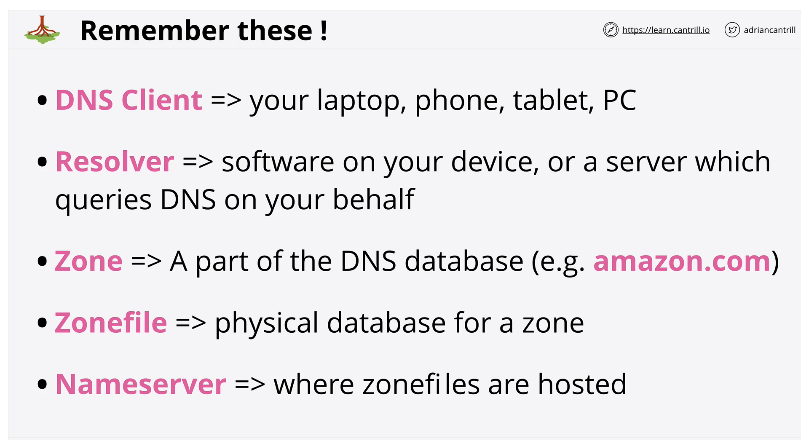 Remember these !
https://learn.cantrill.io
adriancantrill
• DNS Client => your laptop, phone, tablet, PC
• Resolver => software on your device, or a server which
queries DNS on your behalf
• Zone => A part of the DNS database (e.g. amazon.com)
• Zonefile => physical database for a zone
• Nameserver => where zonefiles are hosted